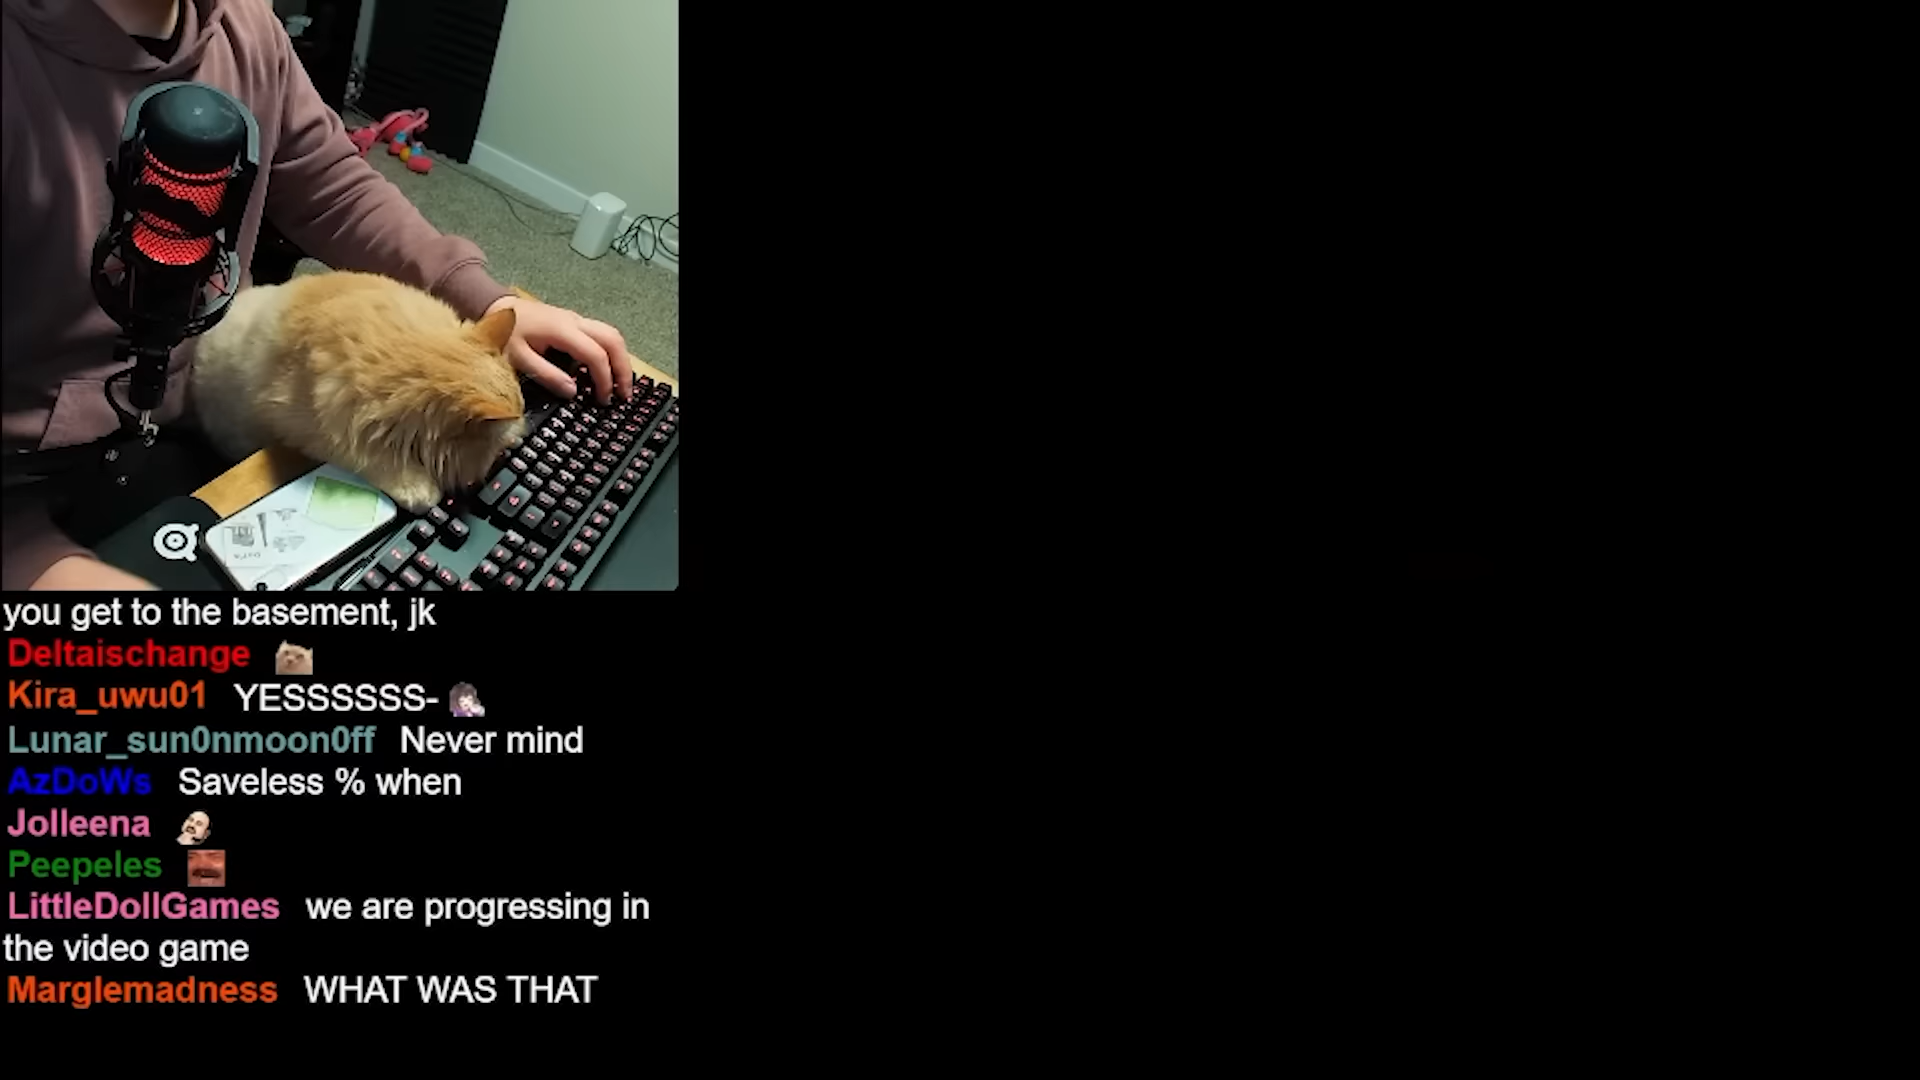 you get to the basement, jk
Deltaischange
Kira_uwu01 YESSSSSS-
Lunar_sun0nmoon0ff Never mind
AzDoWs Saveless % when
Jolleena
Peepeles
LittleDollGames we are progressing in
the video game
Marglemadness WHAT WAS THAT